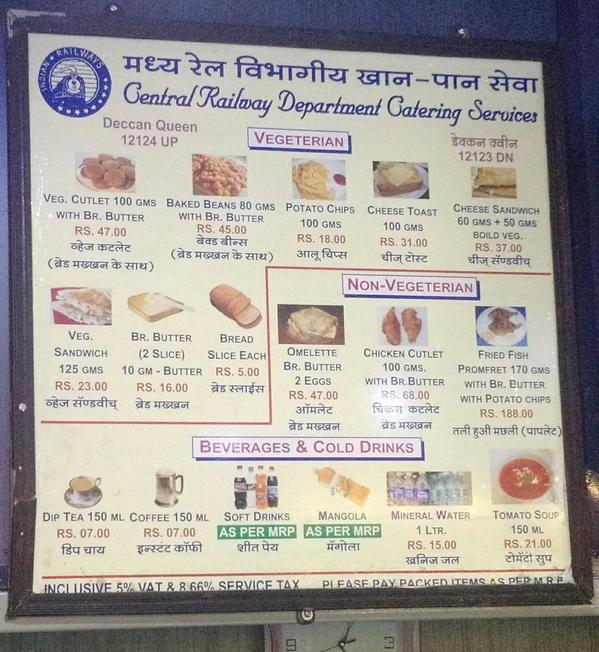 INDIAN RAILWAYS
मध्य रेल विभागीय खान-पान सेवा
Central Railway Department Catering Services
Deccan Queen
12124 UP
VEGETERIAN
डेक्कन क्वीन
12123 DN
VEG. CUTLET 100 GMS
WITH BR. BUTTER
RS. 47.00
व्हेज कटलेट
(ब्रेड मख्खन के साथ)
BAKED BEANS 80 GMS
WITH BR. BUTTER
RS. 45.00
बेक्ड बीन्स
(ब्रेड मख्खन के साथ)
POTATO CHIPS
100 GMS
RS. 18.00
आलू चिप्स
CHEESE TOAST
100 GMS
RS. 31.00
चीज् टोस्ट
CHEESE SANDWICH
60 GMS + 50 GMS
BOILD VEG.
RS. 37.00
चीज् सॅण्डवीच्
VEG.
SANDWICH
125 GMS
RS. 23.00
व्हेज सॅण्डवीच्
BR. BUTTER
(2 SLICE)
10 GM - BUTTER
RS. 16.00
ब्रेड मख्खन
BREAD
SLICE EACH
RS. 5.00
ब्रेड स्लाईस
NON-VEGETERIAN
OMELETTE
BR. BUTTER
2 EGGS
RS. 47.00
ऑमलेट
ब्रेड मख्खन
CHICKEN CUTLET
100 GMS.
WITH BR.BUTTER
RS. 68.00
चिकन कटलेट
ब्रेड मख्खन
FRIED FISH
PROMFRET 170 GMS
WITH BR. BUTTER
WITH POTATO CHIPS
RS. 188.00
तली हुओ मछली (पापलेट)
BEVERAGES & COLD DRINKS
DIP TEA 150 ML
RS. 07.00
डिप चाय
COFFEE 150 ML
RS. 07.00
इन्स्टंट कॉफी
SOFT DRINKS
AS PER MRP
शीत पेय
MANGOLA
AS PER MRP
मॅंगोला
MINERAL WATER
1 LTR.
RS. 15.00
खनिज जल
TOMATO SOUP
150 ML
RS. 21.00
टोमॅटो सुप
INCLUSIVE 5% VAT & 8.66% SERVICE TAX PLEASE PAY PACKED ITEMS AS PER M.R.P.